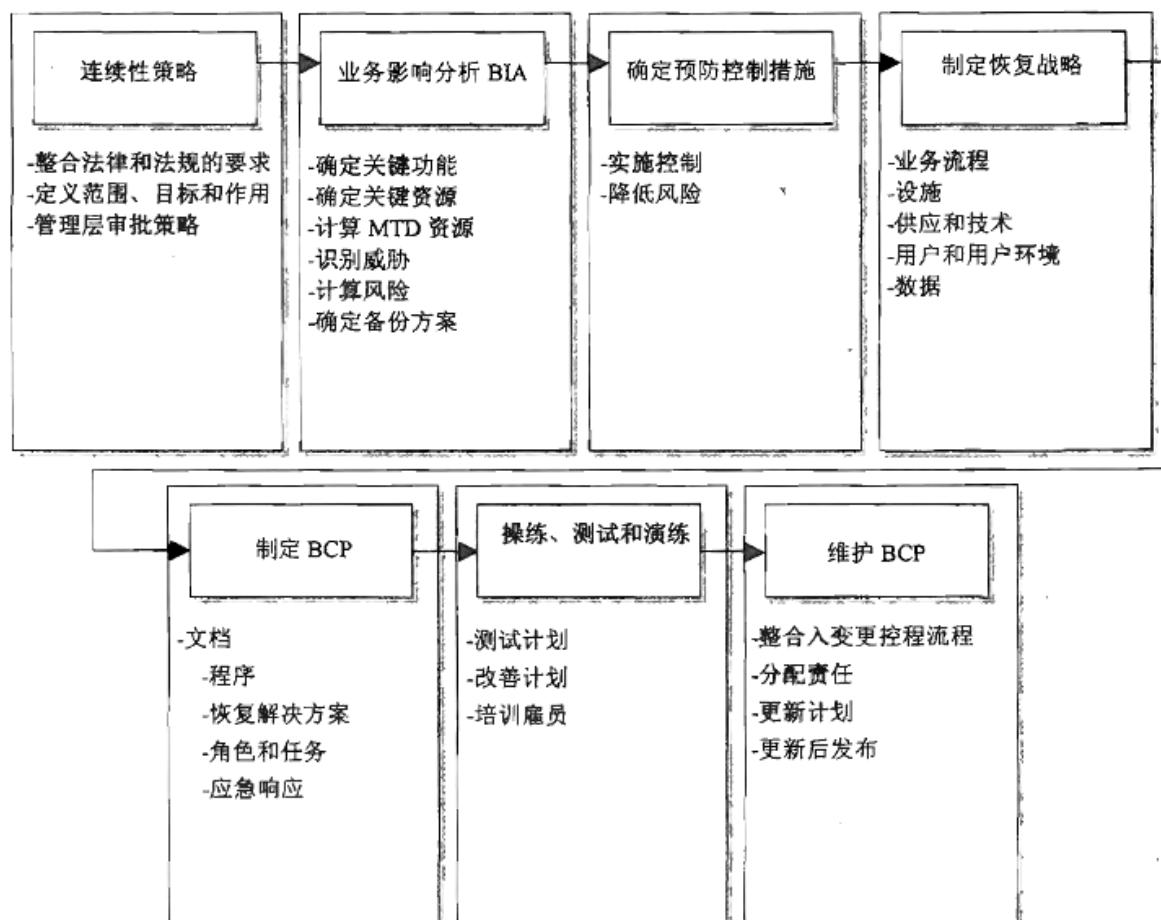 连续性策略
-整合法律和法规的要求
-定义范围、目标和作用
-管理层审批策略
业务影响分析 BIA
-确定关键功能
-确定关键资源
-计算 MTD 资源
-识别威胁
-计算风险
-确定备份方案
确定预防控制措施
-实施控制
-降低风险
制定恢复战略
-业务流程
-设施
-供应和技术
-用户和用户环境
-数据
制定 BCP
-文档
-程序
-恢复解决方案
-角色和任务
-应急响应
操练、测试和演练
-测试计划
-改善计划
-培训雇员
维护 BCP
-整合入变更控程流程
-分配责任
-更新计划
-更新后发布